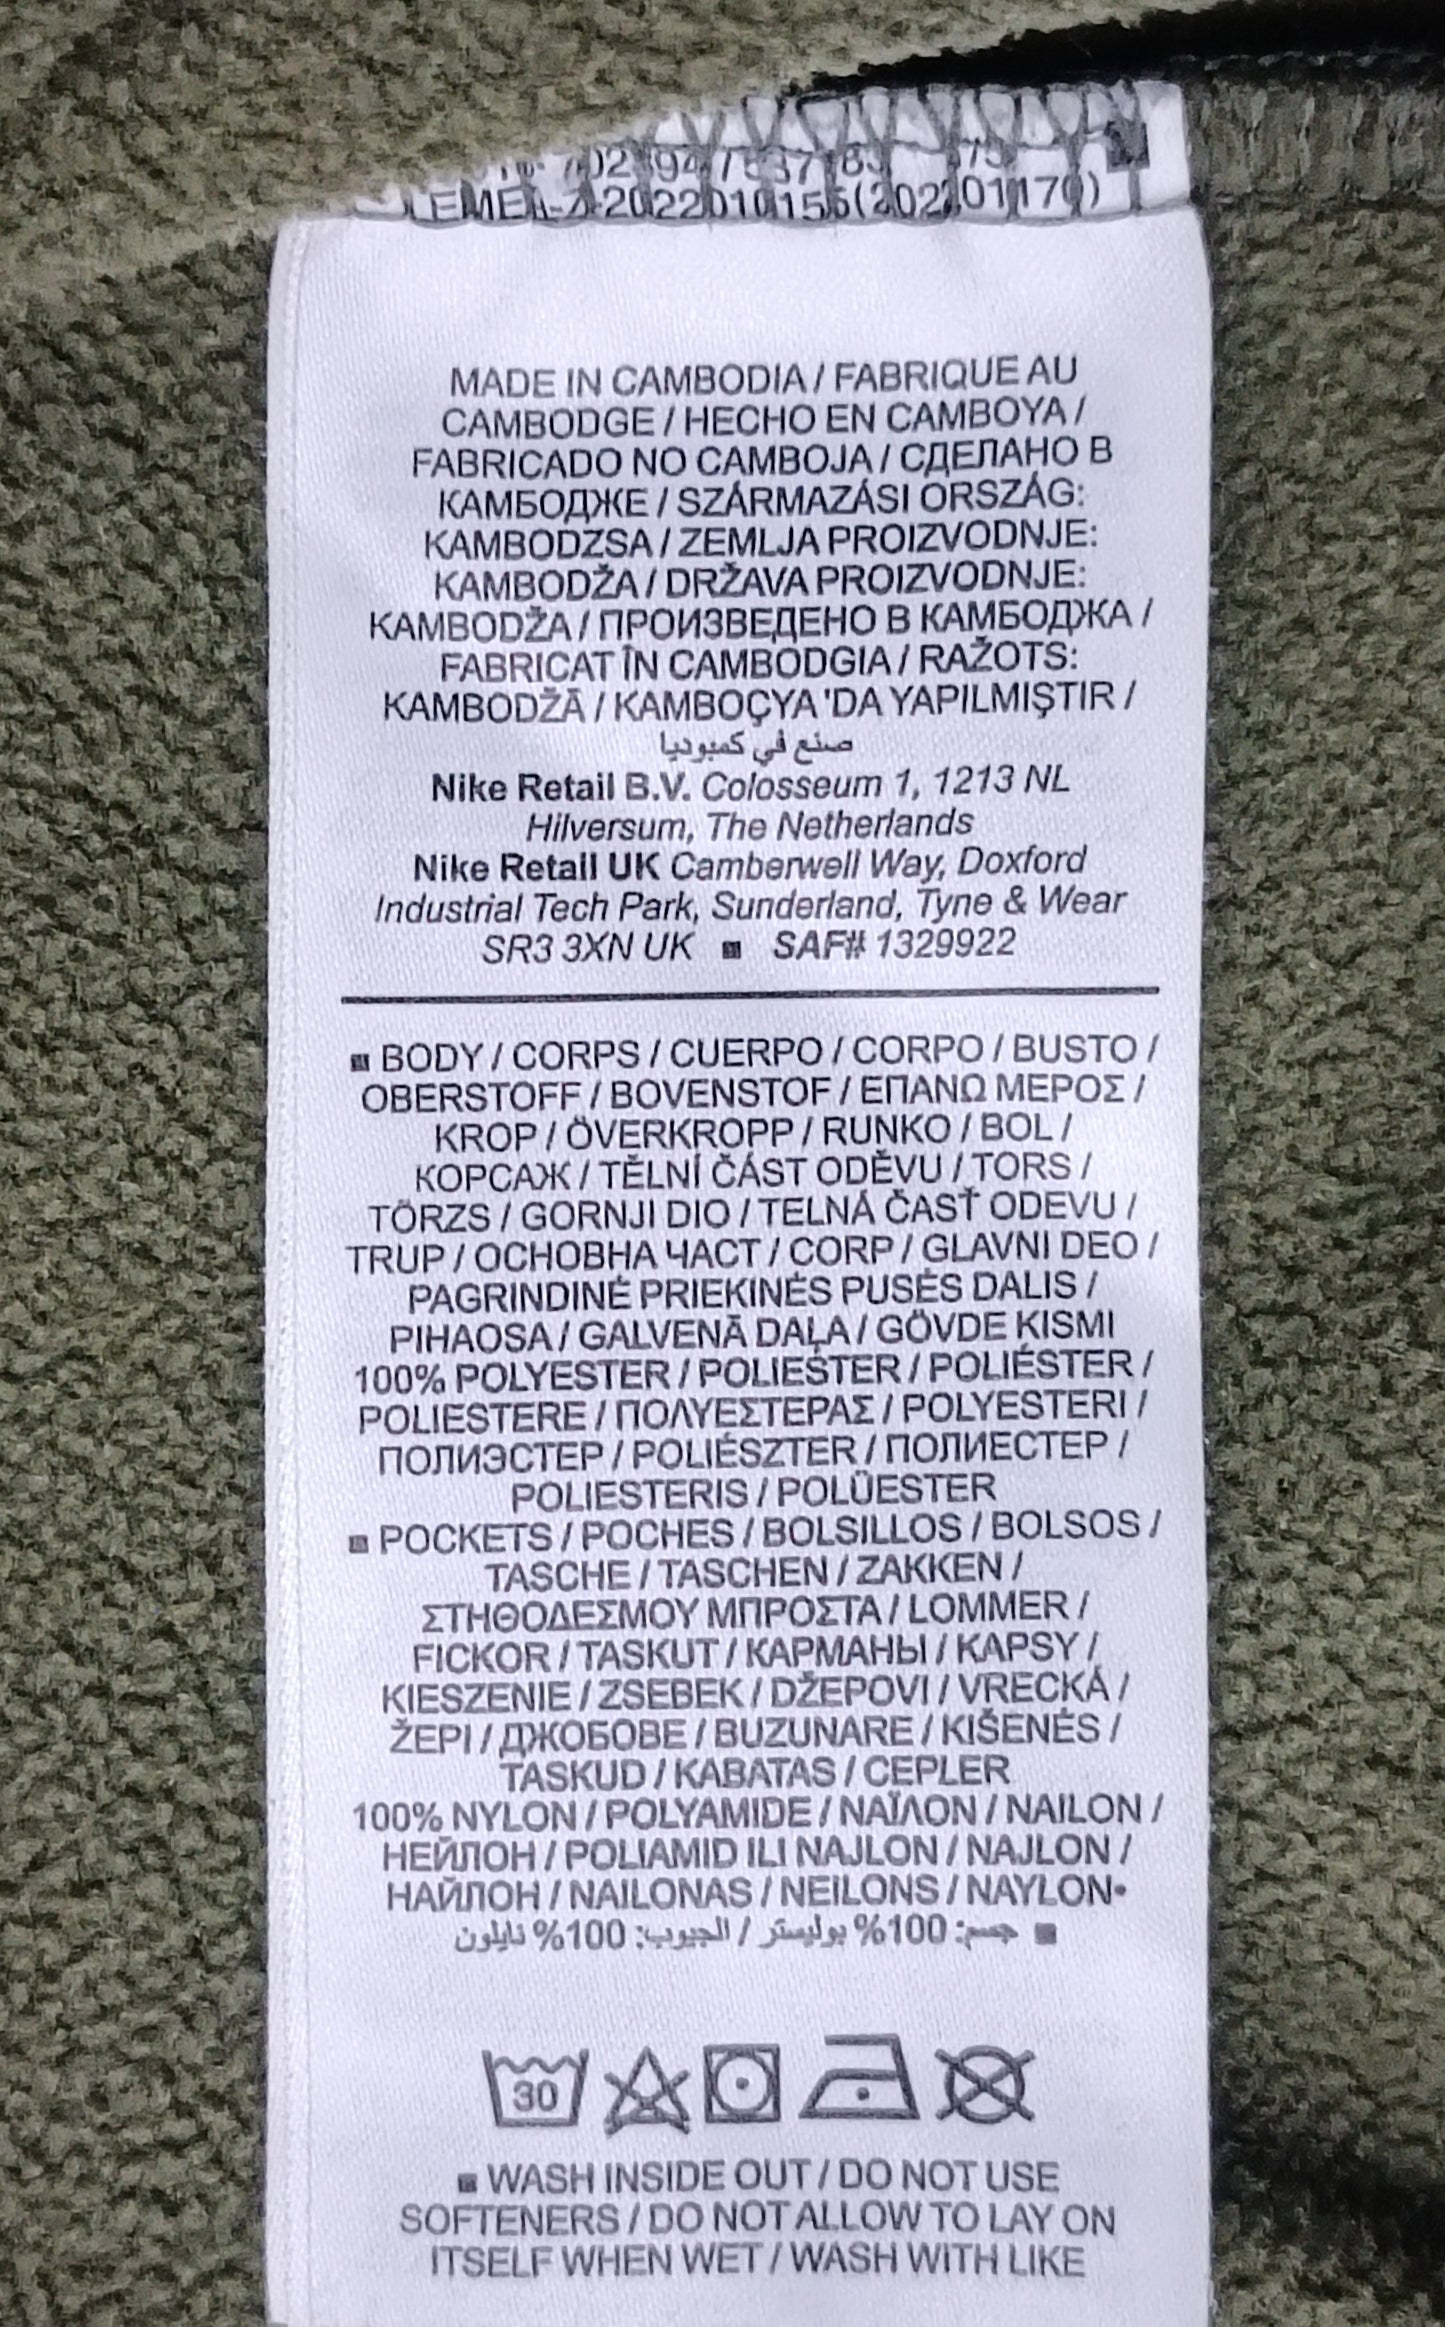 MADE IN CAMBODIA / FABRIQUE AU
CAMBODGE / HECHO EN CAMBOYA /
FABRICADO NO CAMBOJA / СДЕЛАНО В
КАМБОДЖЕ / SZÁRMAZÁSI ORSZÁG:
KAMBODZSA / ZEMLJA PROIZVODNJE:
KAMBODŽA / DRŽAVA PROIZVODNJE:
KAMBODŽA / ПРОИЗВЕДЕНО В КАМБОДЖА /
FABRICAT ÎN CAMBODGIA / RAŽOTS:
KAMBODŽĀ / KAMBOÇYA'DA YAPILMIŞTIR /
صنع في كمبوديا
Nike Retail B.V. Colosseum 1, 1213 NL
Hilversum, The Netherlands
Nike Retail UK Camberwell Way, Doxford
Industrial Tech Park, Sunderland, Tyne & Wear
SR3 3XN UK ■ SAF# 1329922
■ BODY / CORPS / CUERPO / CORPO / BUSTO /
OBERSTOFF / BOVENSTOF / ΕΠΑΝΩ ΜΕΡΟΣ /
KROP / ÖVERKROPP / RUNKO / BOL /
КОРСАЖ / TĚLNÍ ČÁST ODĚVU / TORS /
TÖRZS / GORNJI DIO / TELNÁ ČASŤ ODEVU /
TRUP / ОСНОВНА ЧАСТ / CORP / GLAVNI DEO /
PAGRINDINĖ PRIEKINĖS PUSĖS DALIS /
PIHAOSA / GALVENĀ DAĻA / GÖVDE KISMI
100% POLYESTER / POLIESTER / POLIÉSTER /
POLIESTERE / ΠΟΛΥΕΣΤΕΡΑΣ / POLYESTERI /
ПОЛИЭСТЕР / POLIÉSZTER / ПОЛИЕСТЕР /
POLIESTERIS / POLÜESTER
■ POCKETS / POCHES / BOLSILLOS / BOLSOS /
TASCHE / TASCHEN / ZAKKEN /
ΣΤΗΘΟΔΕΣΜΟΥ ΜΠΡΟΣΤΑ / LOMMER /
FICKOR / TASKUT / КАРМАНЫ / KAPSY /
KIESZENIE / ZSEBEK / DŽEPOVI / VRECKÁ /
ŽEPI / ДЖОБОВЕ / BUZUNARE / KIŠENĖS /
TASKUD / KABATAS / CEPLER
100% NYLON / POLYAMIDE / ΝΑΪΛΟΝ / NAILON /
НЕЙЛОН / POLIAMID ILI NAJLON / NAJLON /
НАЙЛОН / NAILONAS / NEILONS / NAYLON•
■ جسم: 100% بوليستر / الجيوب: 100% نايلون
30
■ WASH INSIDE OUT / DO NOT USE
SOFTENERS / DO NOT ALLOW TO LAY ON
ITSELF WHEN WET / WASH WITH LIKE